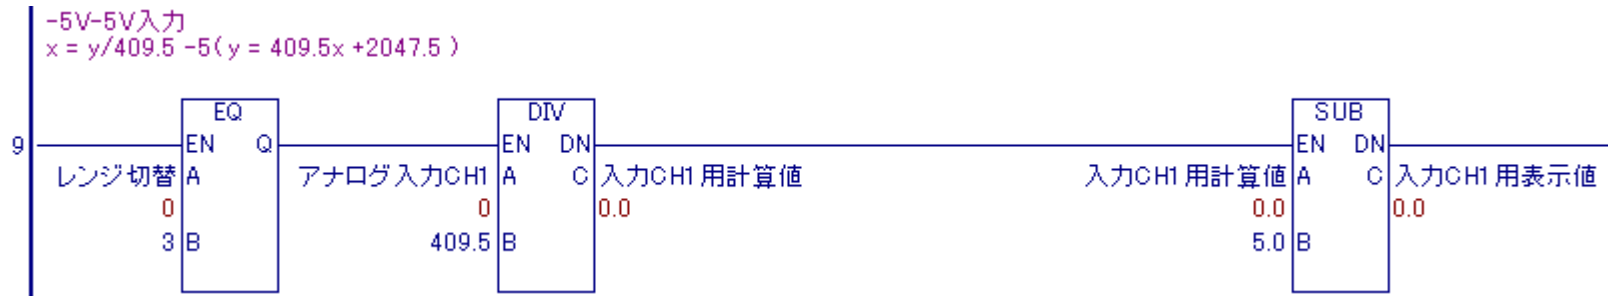 -5V-5V入力
x = y/409.5 -5( y = 409.5x +2047.5 )
EQ DIV SUB
9 EN Q EN DN EN DN
レンジ切替 A アナログ入力CH1 A C 入力CH1用計算値 入力CH1用計算値 A C 入力CH1用表示値
0 0 0.0 0.0 0.0
3 B 409.5 B 5.0 B